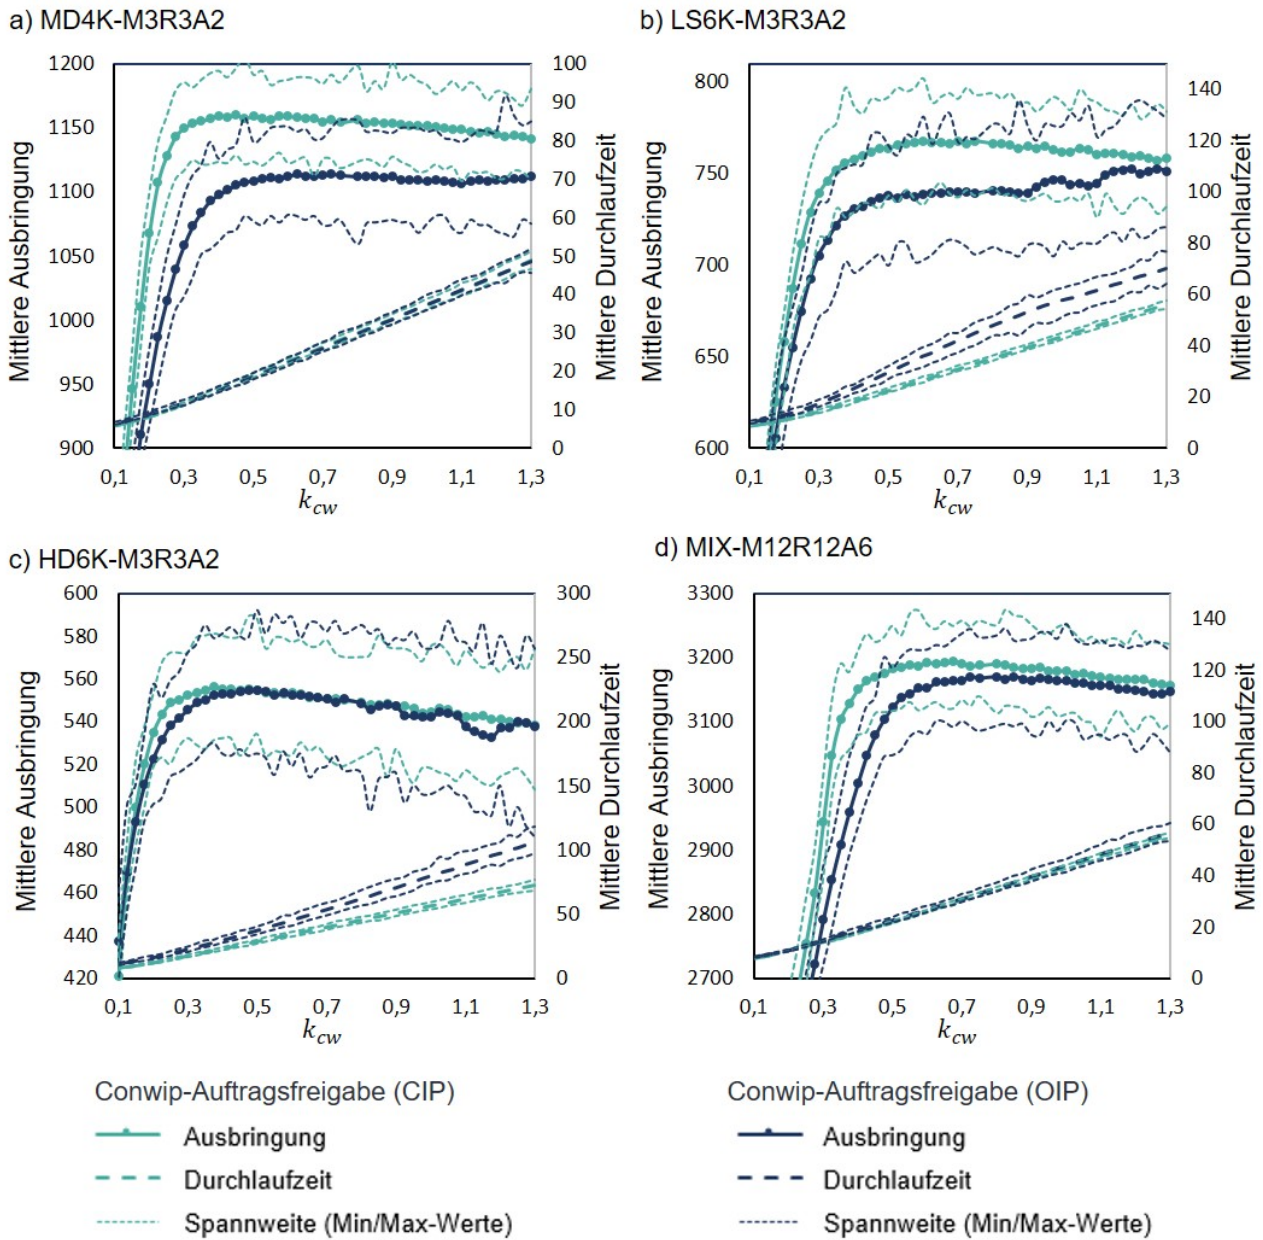 a) MD4K-M3R3A2
1200
1150
1100
1050
1000
950
900
100
90
80
70
60
50
40
30
20
10
0
0,1 0,3 0,5 0,7 0,9 1,1 1,3
Mittlere Ausbringung
Mittlere Durchlaufzeit
k_cw
b) LS6K-M3R3A2
800
750
700
650
600
140
120
100
80
60
40
20
0
0,1 0,3 0,5 0,7 0,9 1,1 1,3
Mittlere Ausbringung
Mittlere Durchlaufzeit
k_cw
c) HD6K-M3R3A2
600
580
560
540
520
500
480
460
440
420
300
250
200
150
100
50
0
0,1 0,3 0,5 0,7 0,9 1,1 1,3
Mittlere Ausbringung
Mittlere Durchlaufzeit
k_cw
d) MIX-M12R12A6
3300
3200
3100
3000
2900
2800
2700
140
120
100
80
60
40
20
0
0,1 0,3 0,5 0,7 0,9 1,1 1,3
Mittlere Ausbringung
Mittlere Durchlaufzeit
k_cw
Conwip-Auftragsfreigabe (CIP)
Ausbringung
Durchlaufzeit
Spannweite (Min/Max-Werte)
Conwip-Auftragsfreigabe (OIP)
Ausbringung
Durchlaufzeit
Spannweite (Min/Max-Werte)